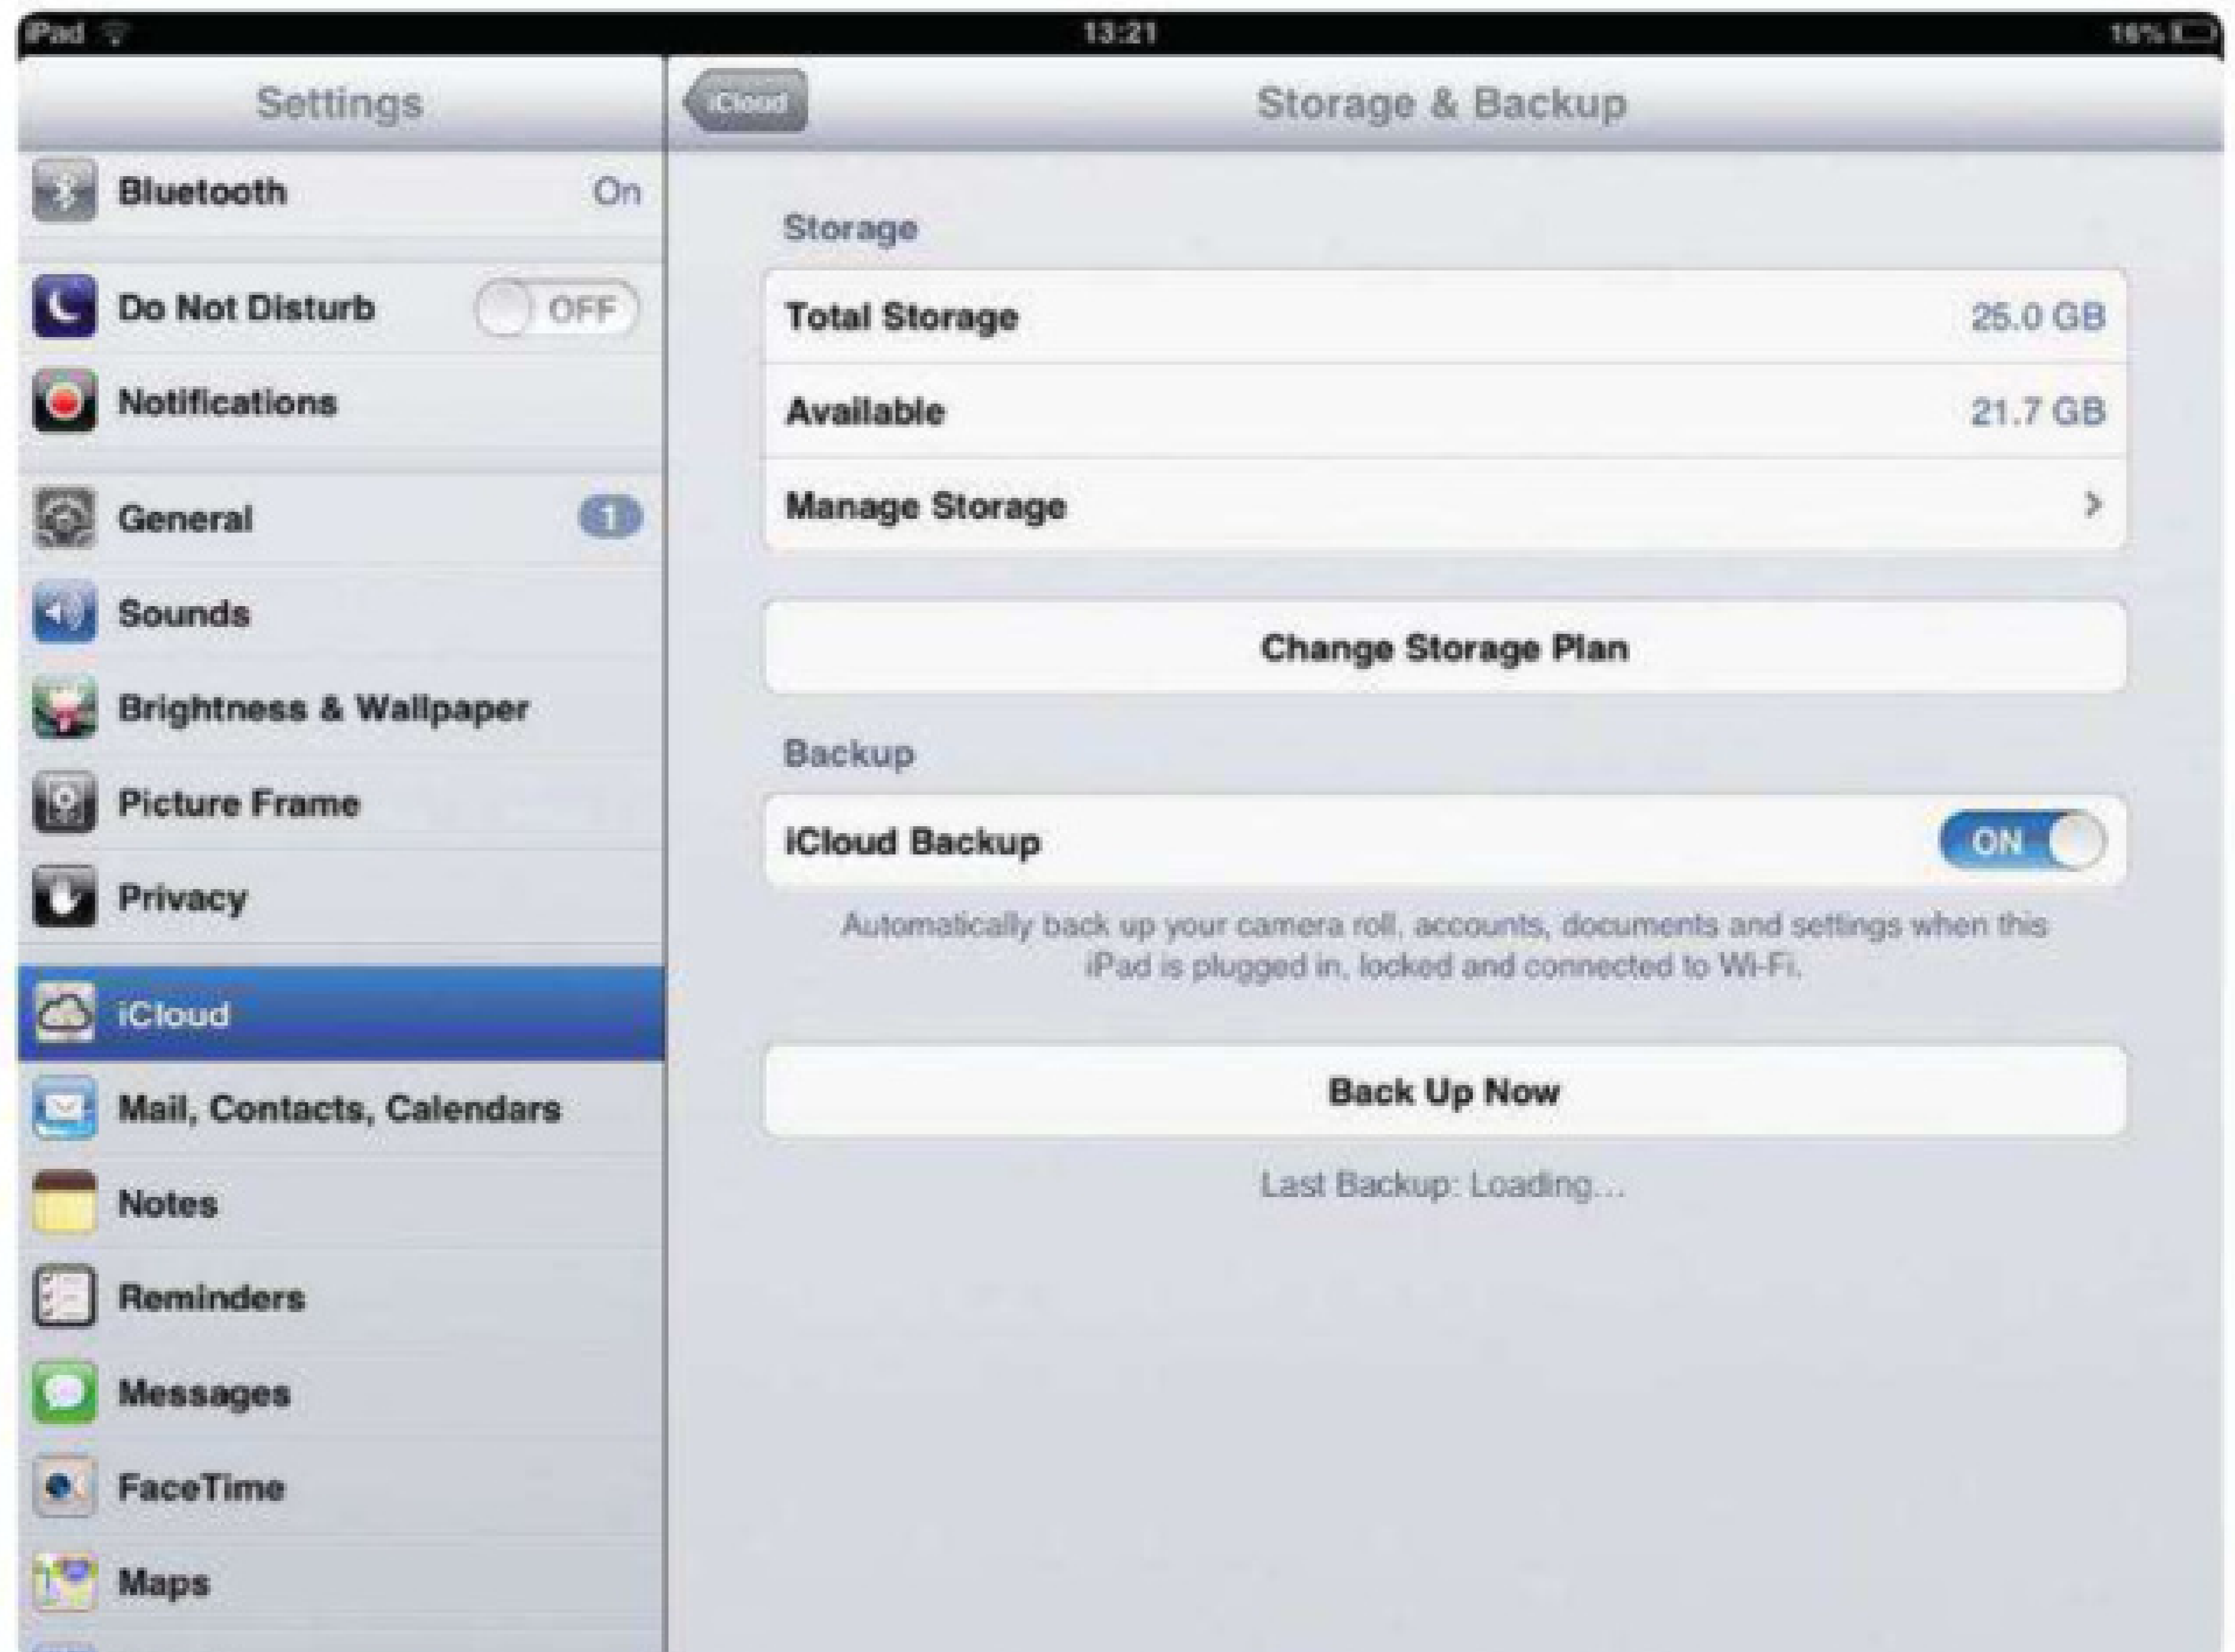 iPad
13:21
16%
Settings
Bluetooth On
Do Not Disturb OFF
Notifications
General 1
Sounds
Brightness & Wallpaper
Picture Frame
Privacy
iCloud
Mail, Contacts, Calendars
Notes
Reminders
Messages
FaceTime
Maps
iCloud
Storage & Backup
Storage
Total Storage 25.0 GB
Available 21.7 GB
Manage Storage >
Change Storage Plan
Backup
iCloud Backup ON
Automatically back up your camera roll, accounts, documents and settings when this
iPad is plugged in, locked and connected to Wi-Fi.
Back Up Now
Last Backup: Loading...